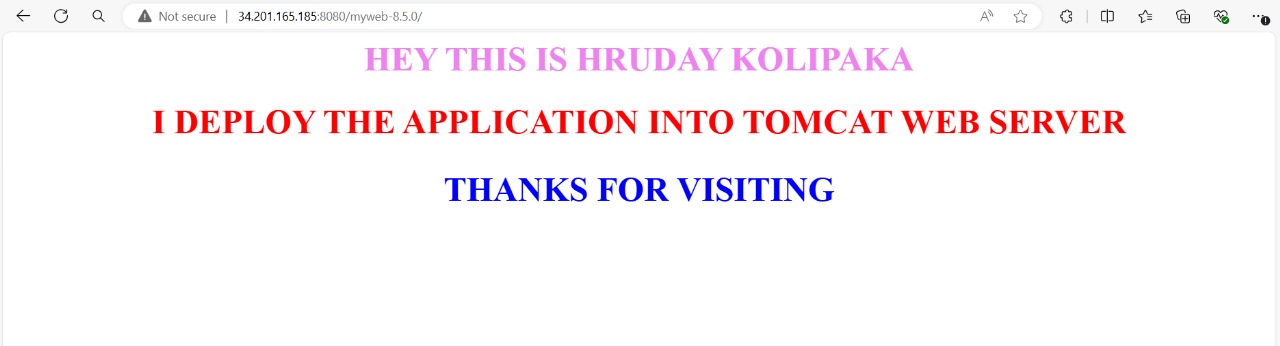 Not secure | 34.201.165.185:8080/myweb-8.5.0/
HEY THIS IS HRUDAY KOLIPAKA
I DEPLOY THE APPLICATION INTO TOMCAT WEB SERVER
THANKS FOR VISITING